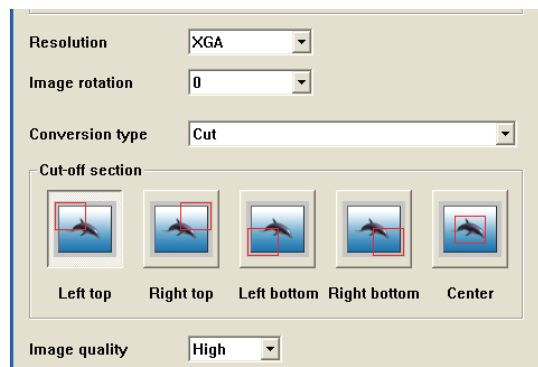 Resolution XGA
Image rotation 0
Conversion type Cut
Cut-off section
Left top Right top Left bottom Right bottom Center
Image quality High